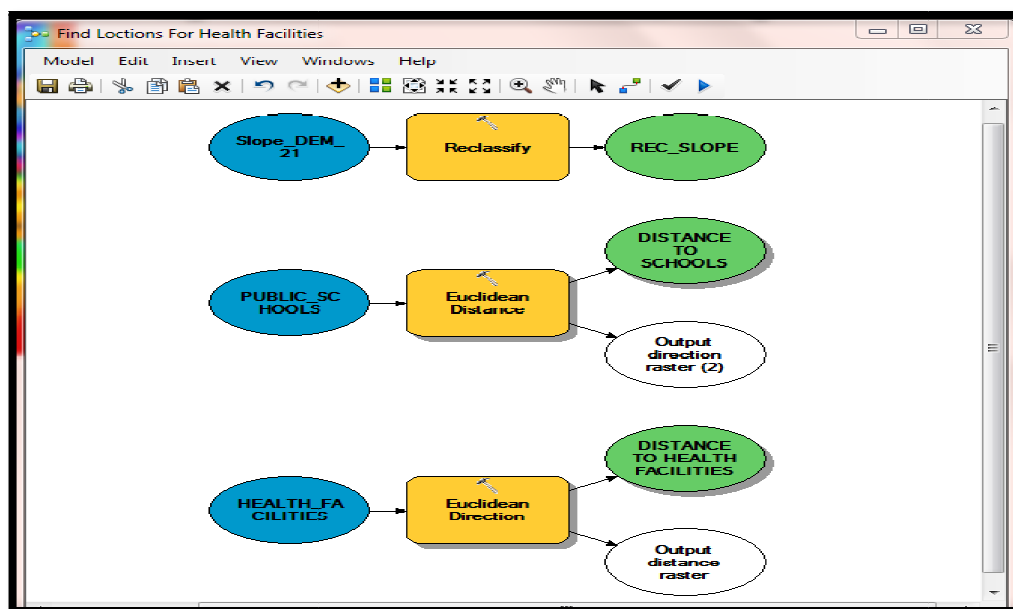 Find Loctions For Health Facilities
Model Edit Insert View Windows Help
Slope_DEM_
21
Reclassify
REC_SLOPE
PUBLIC_SC
HOOLS
Euclidean
Distance
DISTANCE
TO
SCHOOLS
Output
direction
raster (2)
HEALTH_FA
CILITIES
Euclidean
Direction
DISTANCE
TO HEALTH
FACILITIES
Output
distance
raster